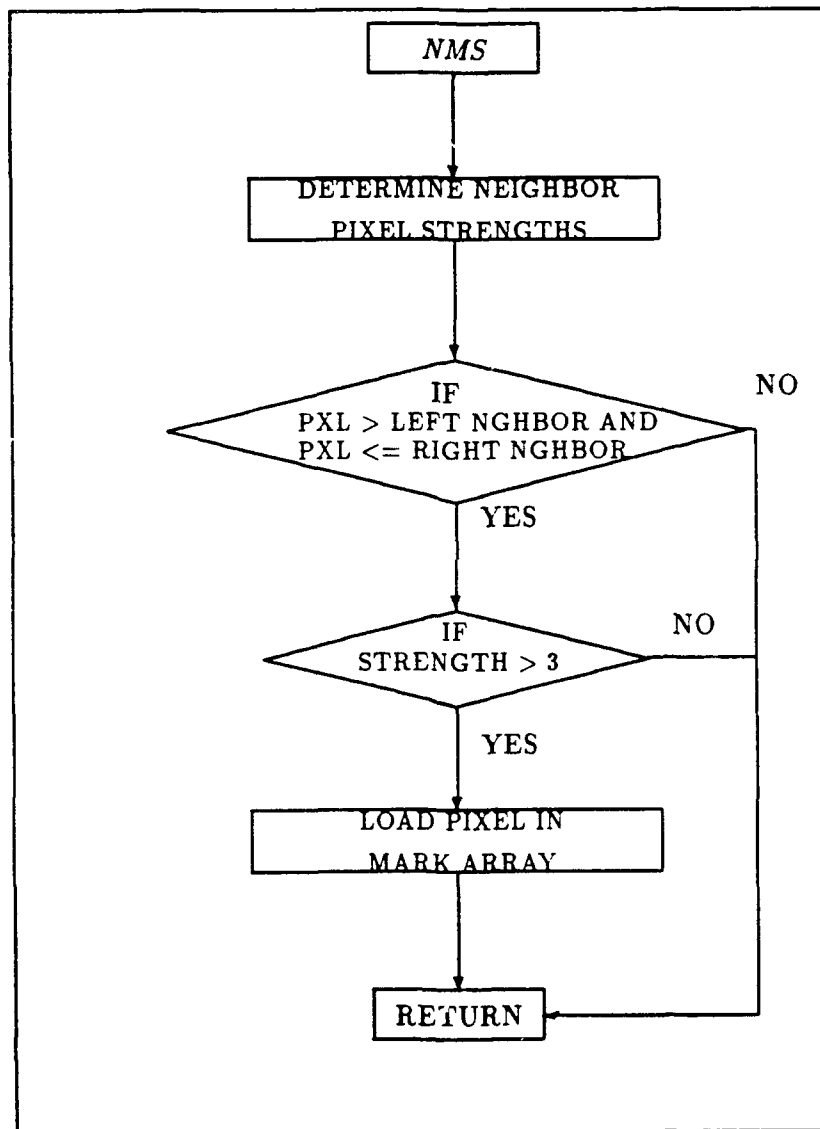 NMS
DETERMINE NEIGHBOR
PIXEL STRENGTHS
IF
NO
PXL > LEFT NGHBOR AND
PXL <= RIGHT NGHBOR
YES
IF
NO
STRENGTH > 3
YES
LOAD PIXEL IN
MARK ARRAY
RETURN